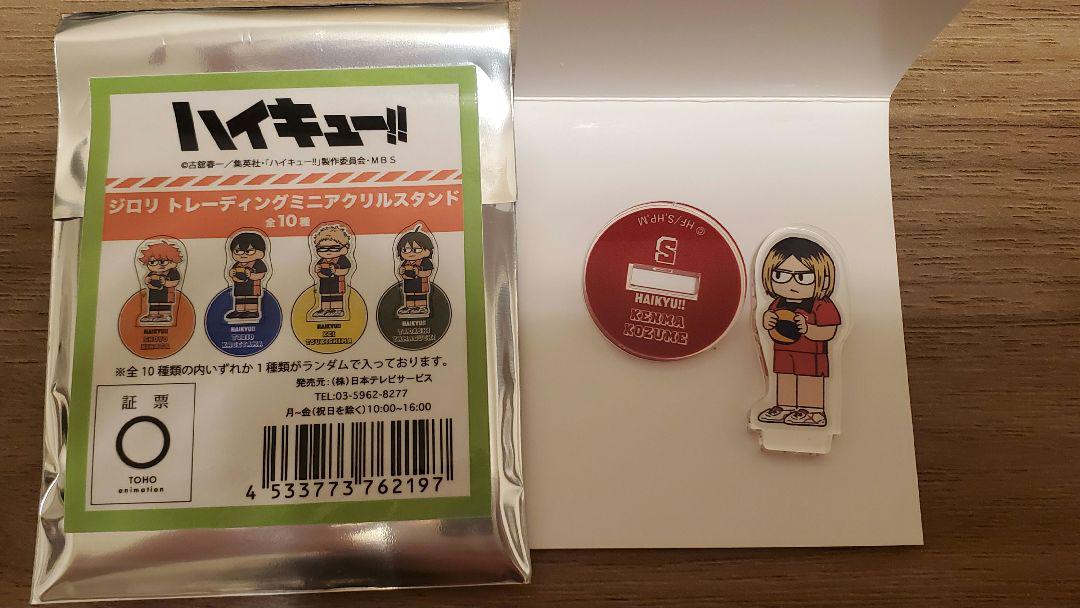 ハイキュー!!
©古舘春一／集英社・「ハイキュー!!」製作委員会・MBS
ジロリ トレーディングミニアクリルスタンド
全10種
HAIKYU!!
SHOYO
HINATA
HAIKYU!!
TOBIO
KAGEYAMA
HAIKYU!!
KEI
TSUKISHIMA
HAIKYU!!
TADASHI
YAMAGUCHI
※全10種類の内いずれか1種類がランダムで入っております。
発売元:(株)日本テレビサービス
TEL:03-5962-8277
月～金(祝日を除く)10:00～16:00
証票
TOHO
animation
4 533773 762197
© HF/S.HP.M
S
HAIKYU!!
KENMA
KOZUME